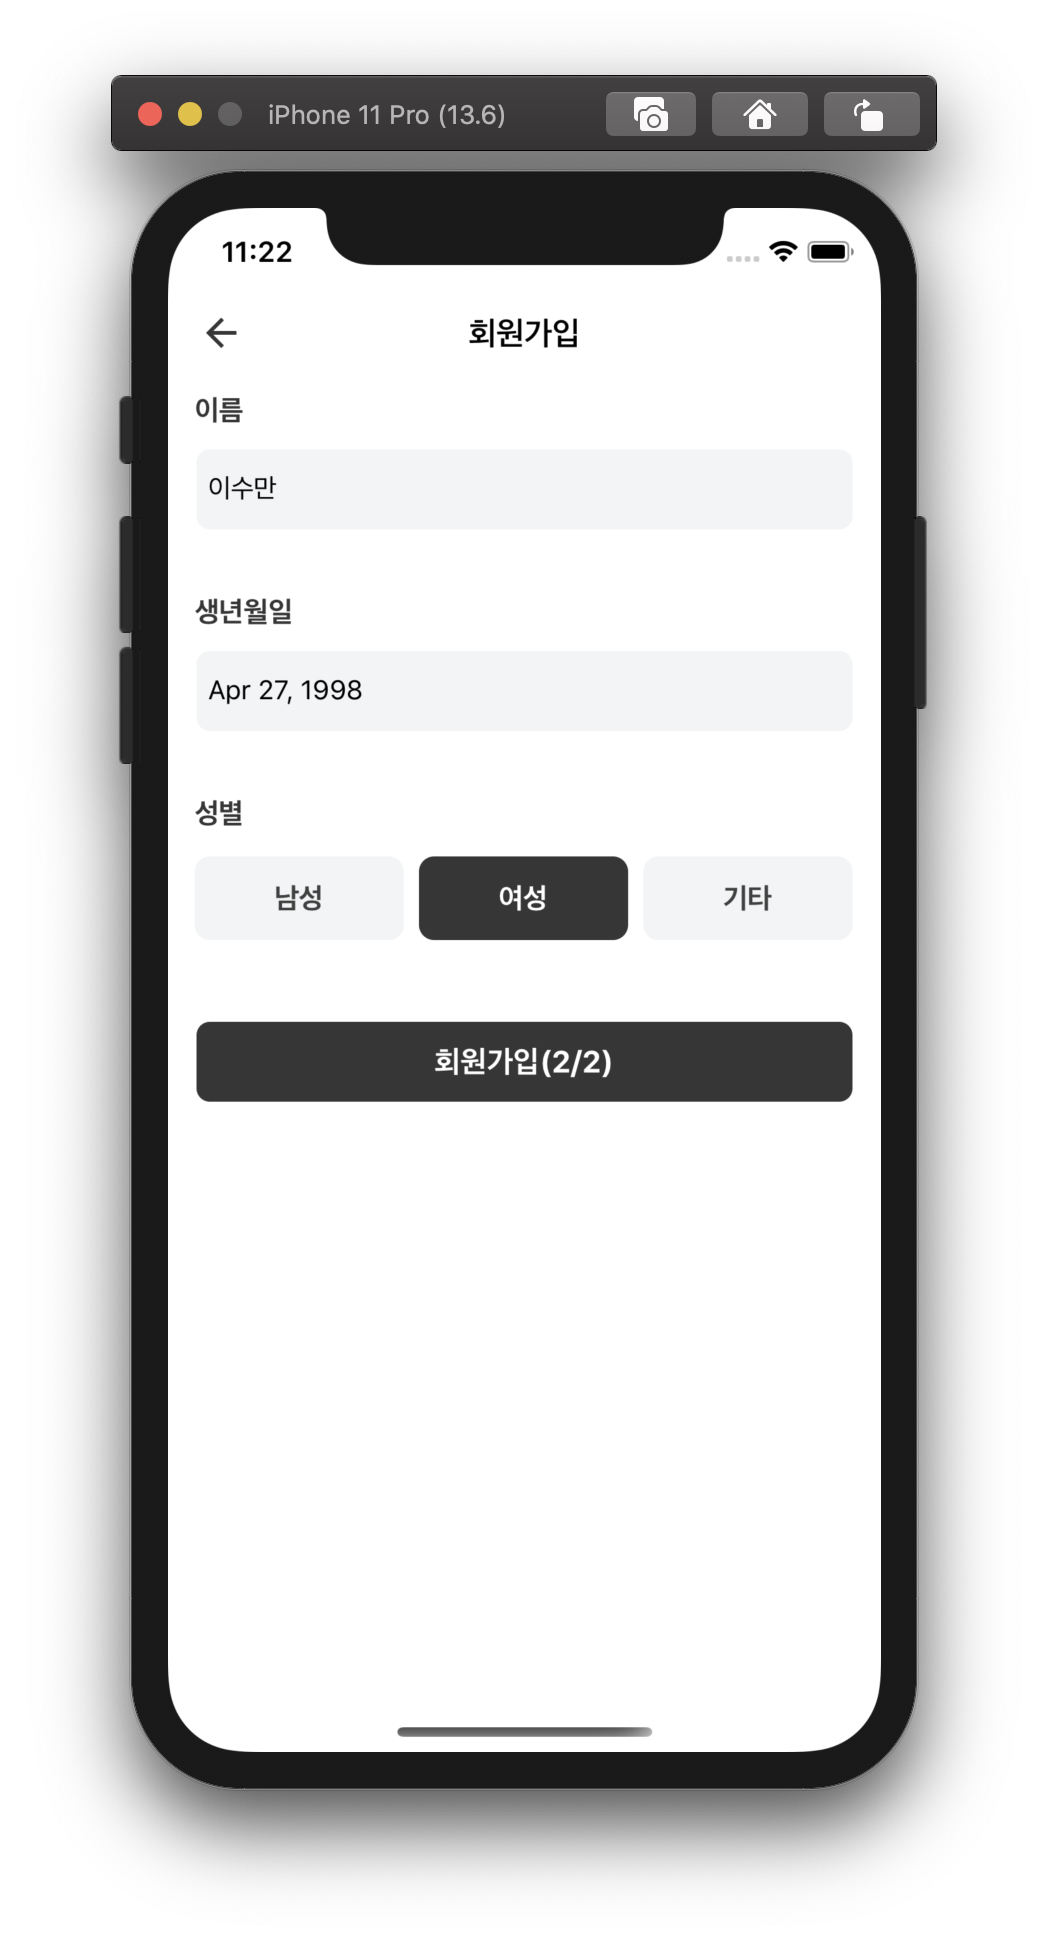 iPhone 11 Pro (13.6)
11:22
회원가입
이름
이수만
생년월일
Apr 27, 1998
성별
남성 여성 기타
회원가입(2/2)